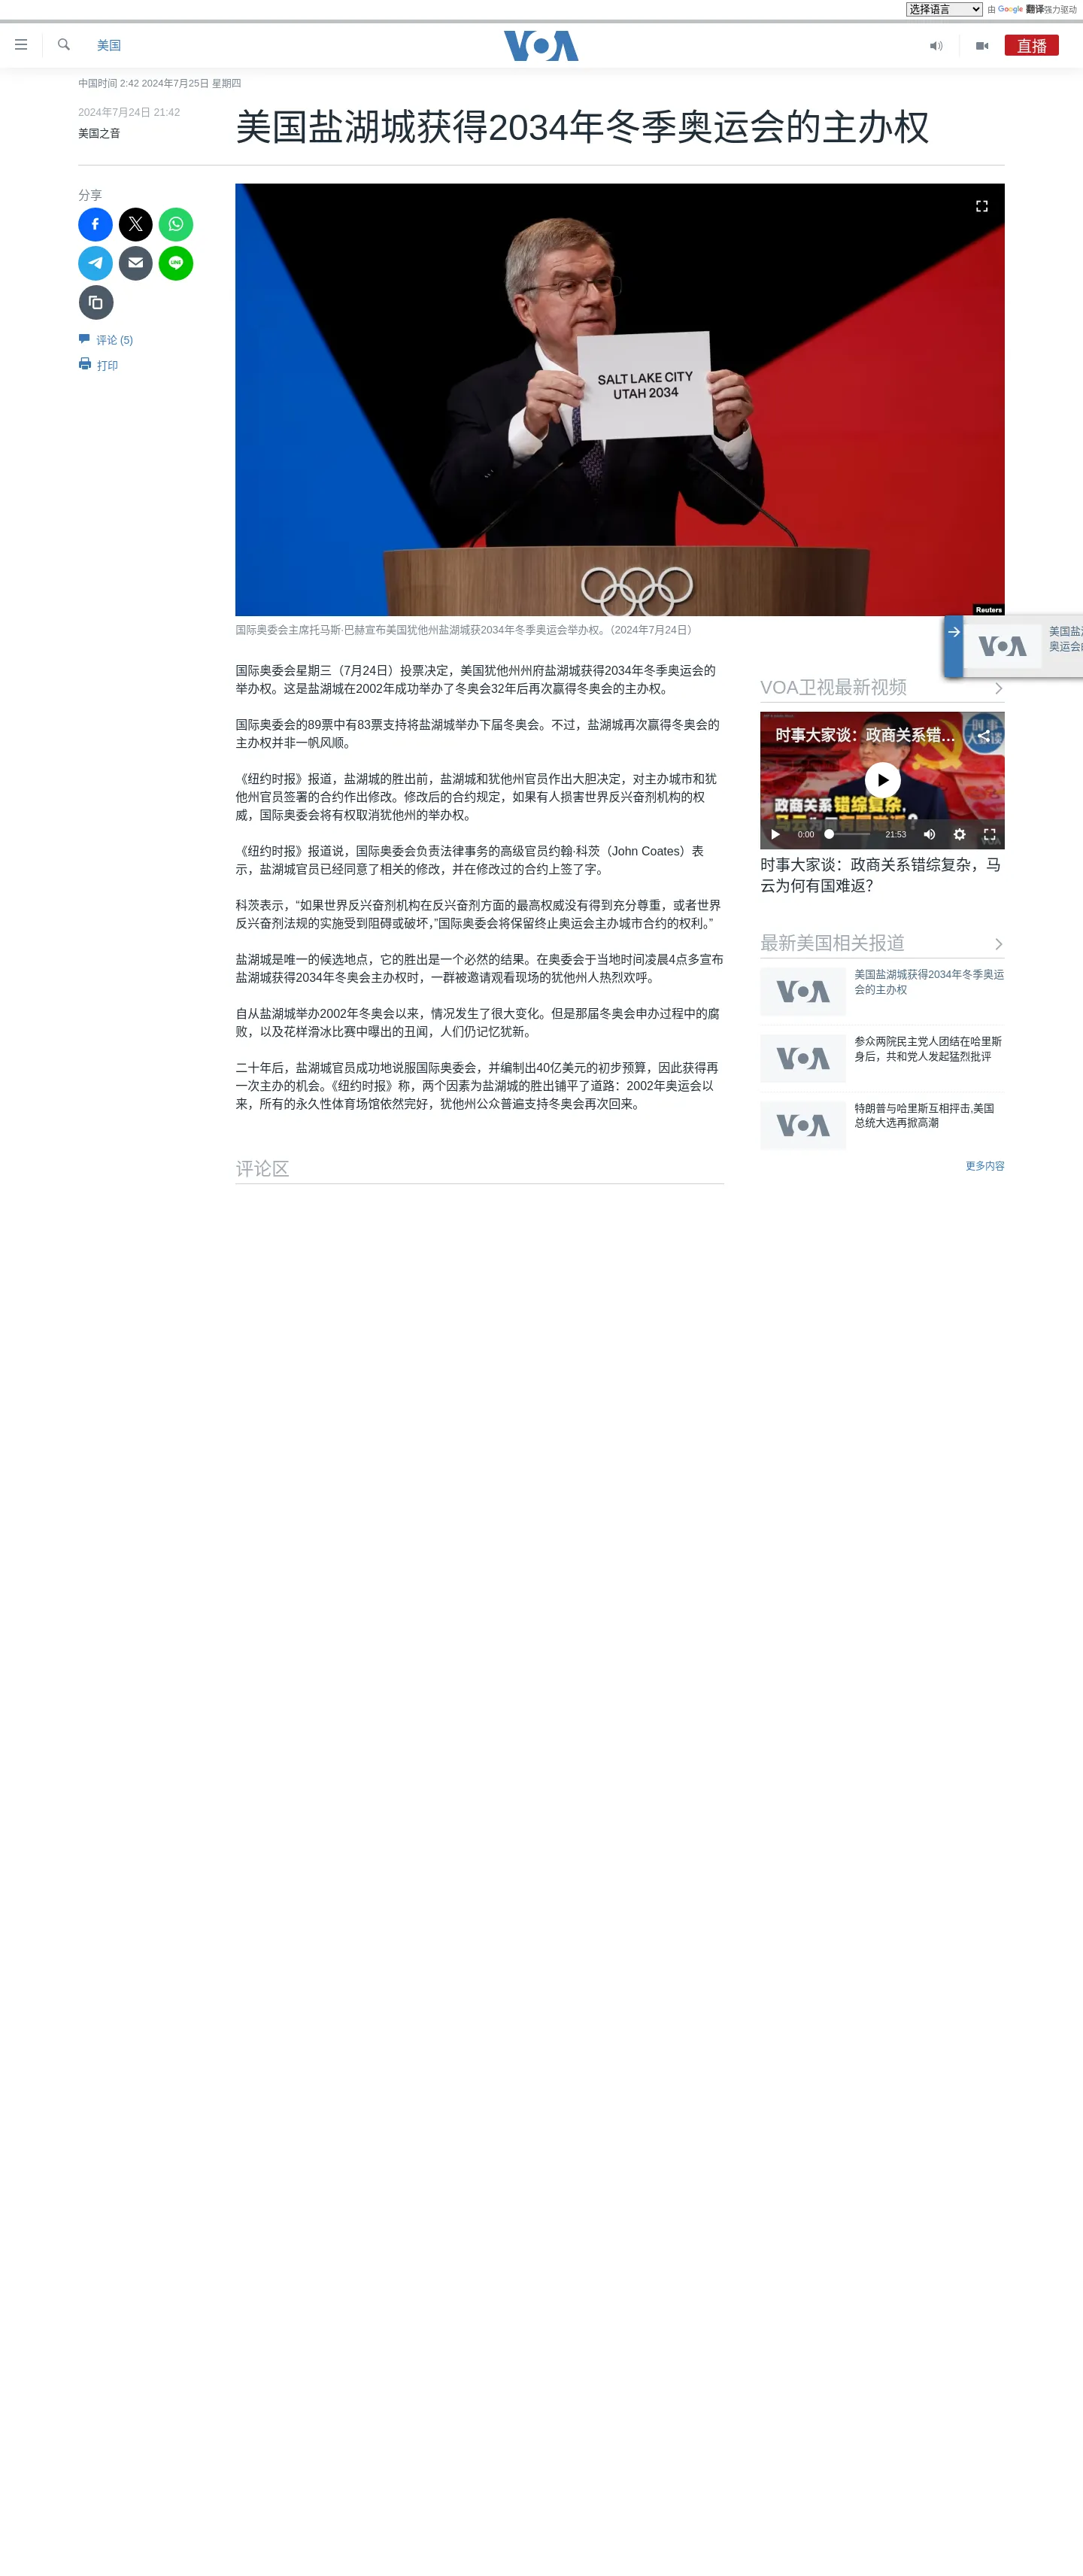 选择语言 由 Google 翻译强力驱动
美国
VOA
直播
中国时间 2:42 2024年7月25日 星期四
2024年7月24日 21:42
美国之音
美国盐湖城获得2034年冬季奥运会的主办权
分享
LINE
评论 (5)
打印
SALT LAKE CITY
UTAH 2034
Reuters
国际奥委会主席托马斯·巴赫宣布美国犹他州盐湖城获2034年冬季奥运会举办权。（2024年7月24日）
国际奥委会星期三（7月24日）投票决定，美国犹他州州府盐湖城获得2034年冬季奥运会的
举办权。这是盐湖城在2002年成功举办了冬奥会32年后再次赢得冬奥会的主办权。
国际奥委会的89票中有83票支持将盐湖城举办下届冬奥会。不过，盐湖城再次赢得冬奥会的
主办权并非一帆风顺。
《纽约时报》报道，盐湖城的胜出前，盐湖城和犹他州官员作出大胆决定，对主办城市和犹
他州官员签署的合约作出修改。修改后的合约规定，如果有人损害世界反兴奋剂机构的权
威，国际奥委会将有权取消犹他州的举办权。
《纽约时报》报道说，国际奥委会负责法律事务的高级官员约翰·科茨（John Coates）表
示，盐湖城官员已经同意了相关的修改，并在修改过的合约上签了字。
科茨表示，“如果世界反兴奋剂机构在反兴奋剂方面的最高权威没有得到充分尊重，或者世界
反兴奋剂法规的实施受到阻碍或破坏，”国际奥委会将保留终止奥运会主办城市合约的权利。”
盐湖城是唯一的候选地点，它的胜出是一个必然的结果。在奥委会于当地时间凌晨4点多宣布
盐湖城获得2034年冬奥会主办权时，一群被邀请观看现场的犹他州人热烈欢呼。
自从盐湖城举办2002年冬奥会以来，情况发生了很大变化。但是那届冬奥会申办过程中的腐
败，以及花样滑冰比赛中曝出的丑闻，人们仍记忆犹新。
二十年后，盐湖城官员成功地说服国际奥委会，并编制出40亿美元的初步预算，因此获得再
一次主办的机会。《纽约时报》称，两个因素为盐湖城的胜出铺平了道路：2002年奥运会以
来，所有的永久性体育场馆依然完好，犹他州公众普遍支持冬奥会再次回来。
评论区
VOA
美国盐
奥运会
VOA卫视最新视频
时事大家谈：政商关系错…
时事
大家谈
政商关系错综复杂，
马云为何有国难返？
0:00
21:53
VOA
时事大家谈：政商关系错综复杂，马
云为何有国难返？
最新美国相关报道
VOA
美国盐湖城获得2034年冬季奥运
会的主办权
VOA
参众两院民主党人团结在哈里斯
身后，共和党人发起猛烈批评
VOA
特朗普与哈里斯互相抨击,美国
总统大选再掀高潮
更多内容